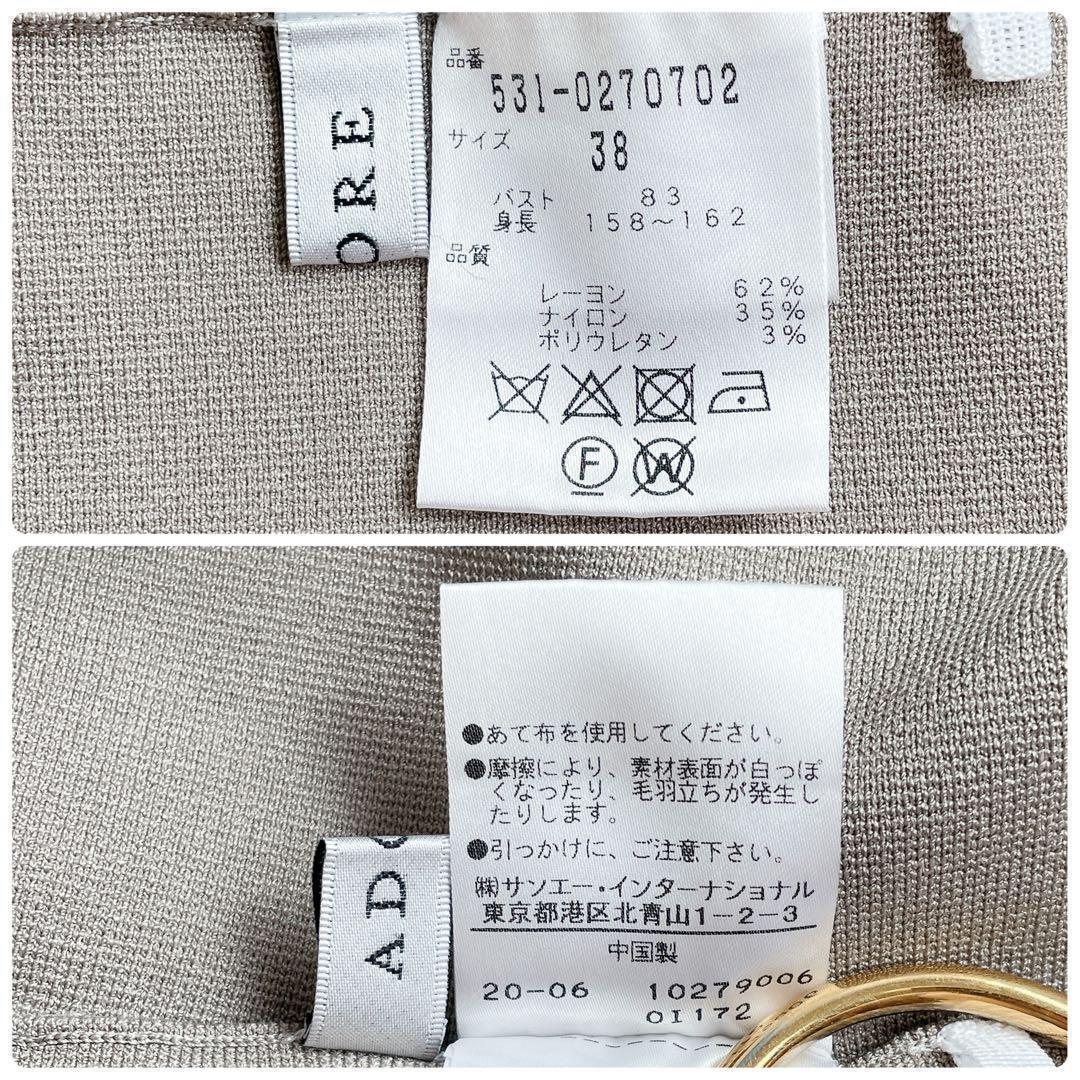 ORE
品番
531-0270702
サイズ
38
バスト 83
身長 158～162
品質
レーヨン 62%
ナイロン 35%
ポリウレタン 3%
F
W
●あて布を使用してください。
●摩擦により、素材表面が白っぽ
くなったり、毛羽立ちが発生し
たりします。
●引っかけに、ご注意下さい。
㈱サンエー・インターナショナル
東京都港区北青山1-2-3
中国製
20-06 10279006
01172
AD